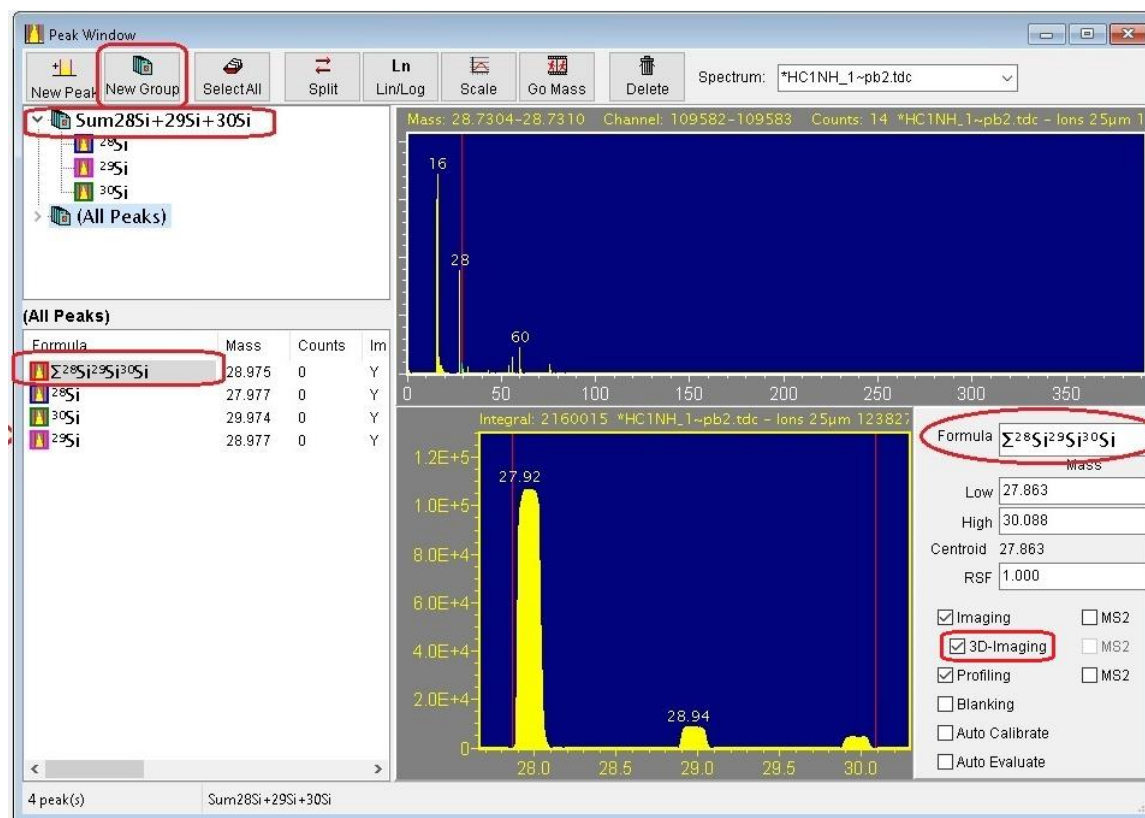 Peak Window
New Peak New Group SelectAll Split Ln Lin/Log Scale Go Mass Delete Spectrum: *HC1NH_1~pb2.tdc
Sum28Si+29Si+30Si
²⁸Si
²⁹Si
³⁰Si
(All Peaks)
Mass: 28.7304-28.7310 Channel: 109582-109583 Counts: 14 *HC1NH_1~pb2.tdc - Ions 25µm 1
16
28
60
0 50 100 150 200 250 300 350
(All Peaks)
Formula Mass Counts Im
Σ²⁸Si²⁹Si³⁰Si 28.975 0 Y
²⁸Si 27.977 0 Y
³⁰Si 29.974 0 Y
²⁹Si 28.977 0 Y
Integral: 2160015 *HC1NH_1~pb2.tdc - Ions 25µm 123827
1.2E+5
1.0E+5
8.0E+4
6.0E+4
4.0E+4
2.0E+4
0
27.92
28.94
28.0 28.5 29.0 29.5 30.0
Formula Σ²⁸Si²⁹Si³⁰Si
Mass
Low 27.863
High 30.088
Centroid 27.863
RSF 1.000
Imaging MS2
3D-Imaging MS2
Profiling MS2
Blanking
Auto Calibrate
Auto Evaluate
4 peak(s) Sum28Si+29Si+30Si